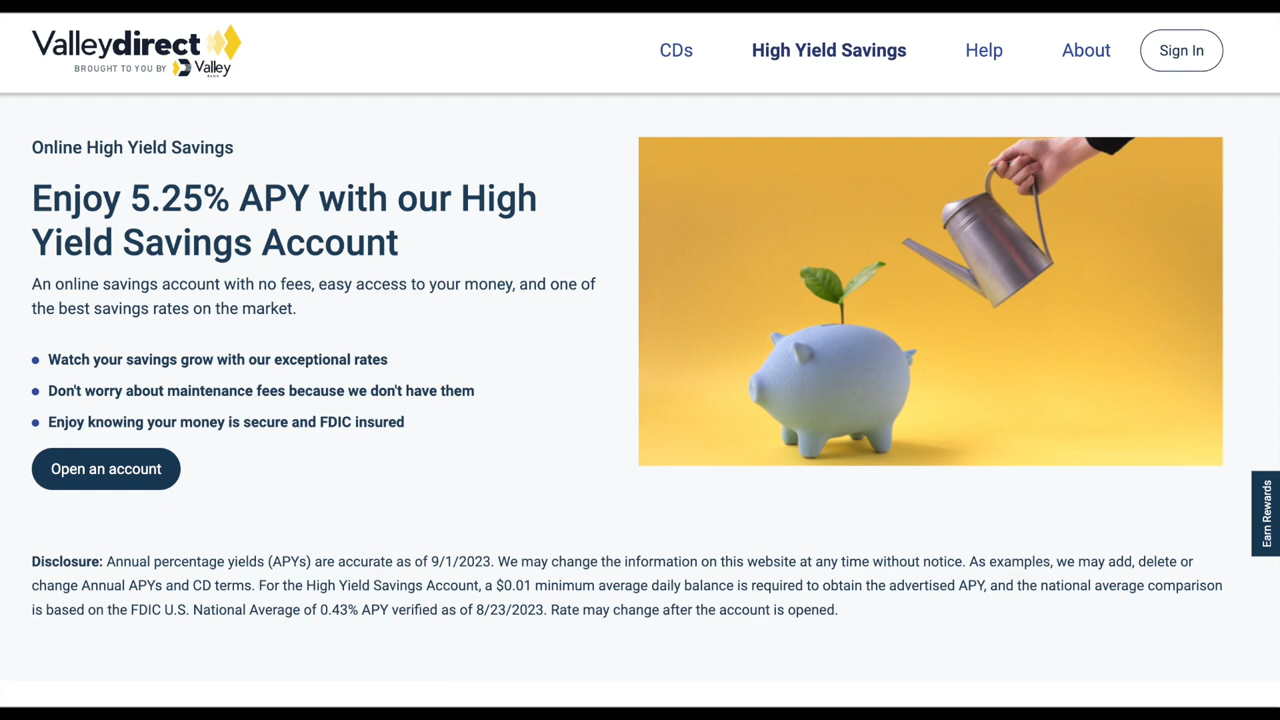 Valleydirect
BROUGHT TO YOU BY Valley
BANK
CDs
High Yield Savings
Help
About
Sign In
Online High Yield Savings
Enjoy 5.25% APY with our High
Yield Savings Account
An online savings account with no fees, easy access to your money, and one of
the best savings rates on the market.
Watch your savings grow with our exceptional rates
Don't worry about maintenance fees because we don't have them
Enjoy knowing your money is secure and FDIC insured
Open an account
Earn Rewards
Disclosure: Annual percentage yields (APYs) are accurate as of 9/1/2023. We may change the information on this website at any time without notice. As examples, we may add, delete or
change Annual APYs and CD terms. For the High Yield Savings Account, a $0.01 minimum average daily balance is required to obtain the advertised APY, and the national average comparison
is based on the FDIC U.S. National Average of 0.43% APY verified as of 8/23/2023. Rate may change after the account is opened.